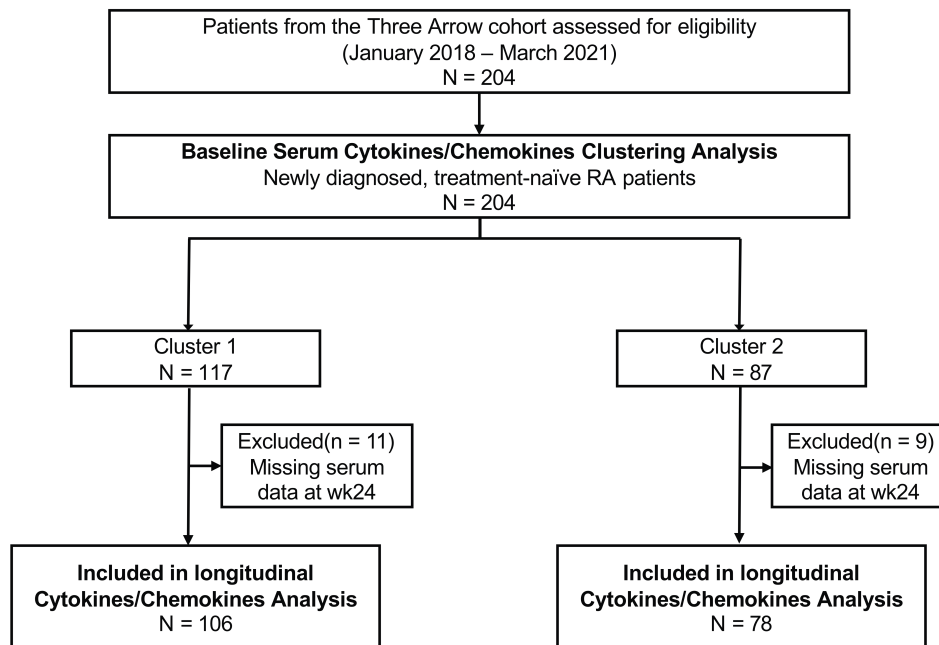 Patients from the Three Arrow cohort assessed for eligibility
(January 2018 – March 2021)
N = 204
Baseline Serum Cytokines/Chemokines Clustering Analysis
Newly diagnosed, treatment-naïve RA patients
N = 204
Cluster 1
N = 117
Cluster 2
N = 87
Excluded(n = 11)
Missing serum
data at wk24
Excluded(n = 9)
Missing serum
data at wk24
Included in longitudinal
Cytokines/Chemokines Analysis
N = 106
Included in longitudinal
Cytokines/Chemokines Analysis
N = 78